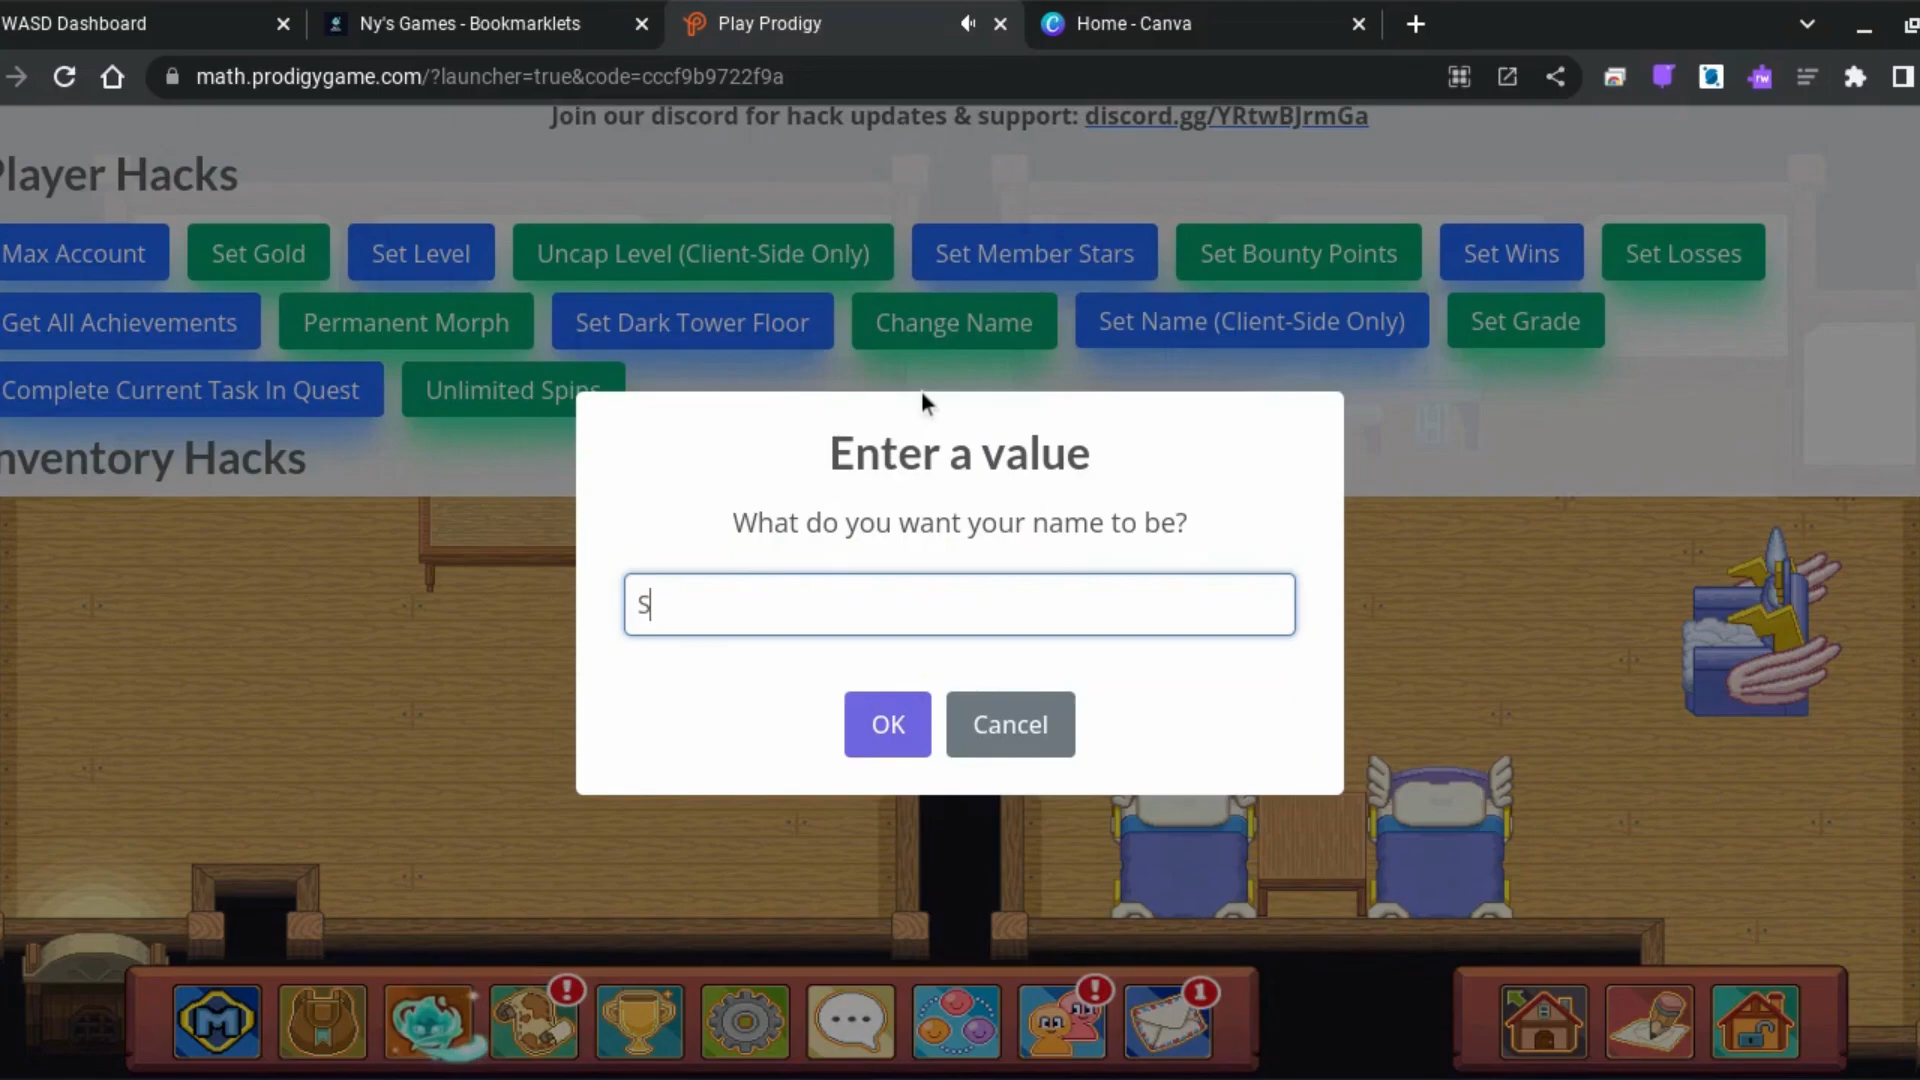 WASD Dashboard
Ny's Games - Bookmarklets
Play Prodigy
Home - Canva
math.prodigygame.com/?launcher=true&code=cccf9b9722f9a
rw
Join our discord for hack updates & support: discord.gg/YRtwBJrmGa
Player Hacks
Max Account
Set Gold
Set Level
Uncap Level (Client-Side Only)
Set Member Stars
Set Bounty Points
Set Wins
Set Losses
Get All Achievements
Permanent Morph
Set Dark Tower Floor
Change Name
Set Name (Client-Side Only)
Set Grade
Complete Current Task In Quest
Unlimited Spins
nventory Hacks
Enter a value
What do you want your name to be?
S
OK
Cancel
M
!
!
1